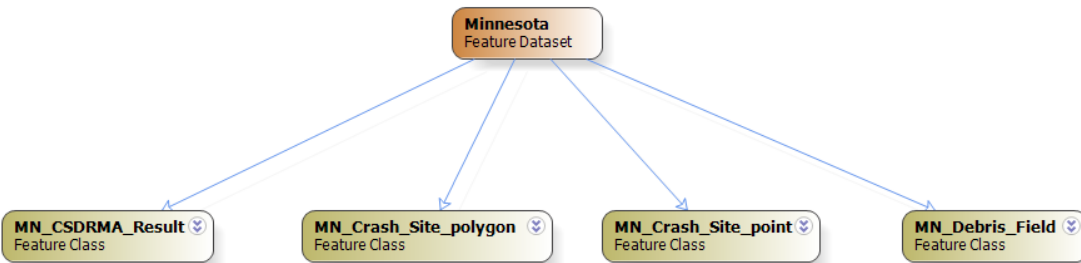 Minnesota
Feature Dataset
MN_CSDRMA_Result
Feature Class
MN_Crash_Site_polygon
Feature Class
MN_Crash_Site_point
Feature Class
MN_Debris_Field
Feature Class